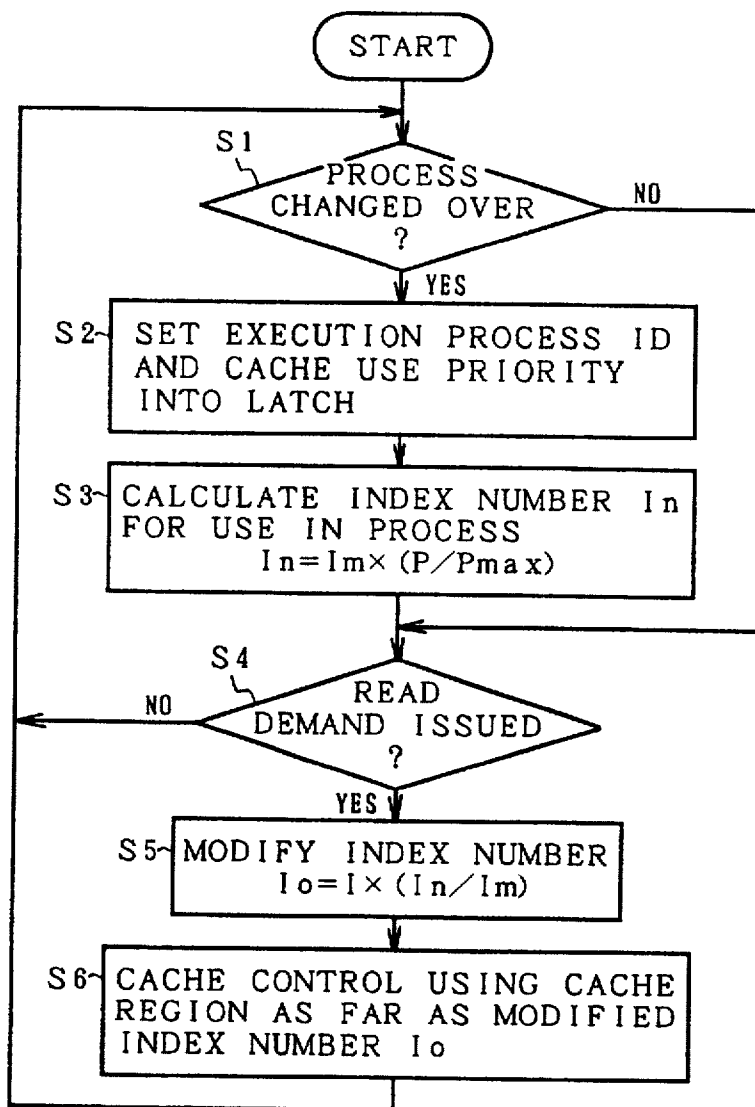 START
S1
PROCESS
CHANGED OVER
?
NO
YES
S2
SET EXECUTION PROCESS ID
AND CACHE USE PRIORITY
INTO LATCH
S3
CALCULATE INDEX NUMBER In
FOR USE IN PROCESS
In=Im×(P/Pmax)
S4
READ
DEMAND ISSUED
?
NO
YES
S5
MODIFY INDEX NUMBER
Io=I×(In/Im)
S6
CACHE CONTROL USING CACHE
REGION AS FAR AS MODIFIED
INDEX NUMBER Io